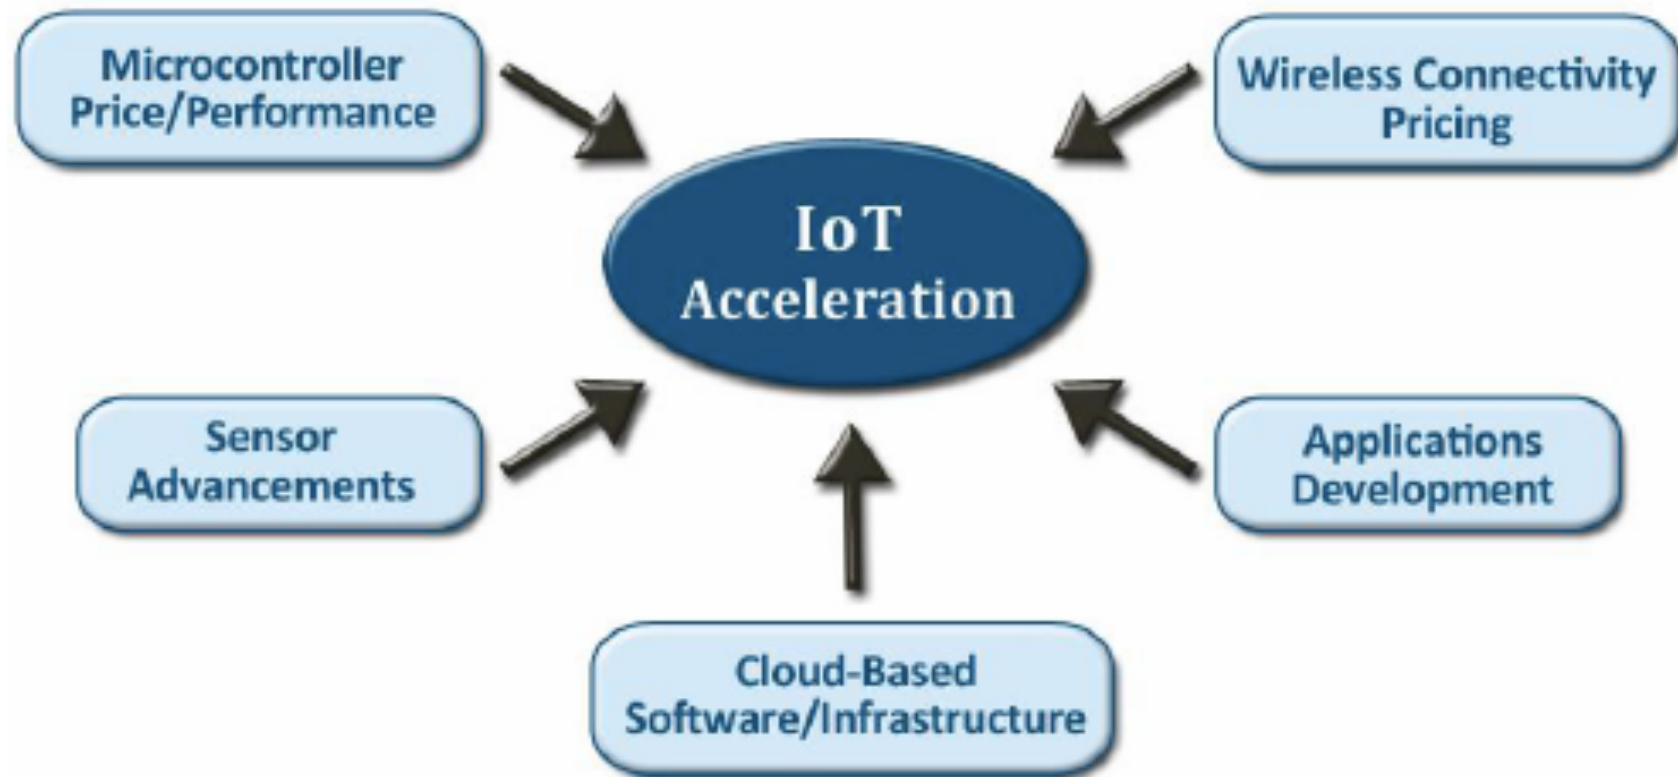 Microcontroller
Price/Performance
Wireless Connectivity
Pricing
IoT
Acceleration
Sensor
Advancements
Applications
Development
Cloud-Based
Software/Infrastructure